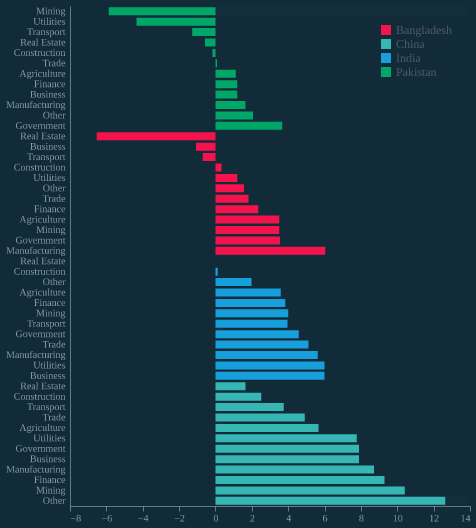 Mining
Utilities
Transport
Real Estate
Construction
Trade
Agriculture
Finance
Business
Manufacturing
Other
Government
Real Estate
Business
Transport
Construction
Utilities
Other
Trade
Finance
Agriculture
Mining
Government
Manufacturing
Real Estate
Construction
Other
Agriculture
Finance
Mining
Transport
Government
Trade
Manufacturing
Utilities
Business
Real Estate
Construction
Transport
Trade
Agriculture
Utilities
Government
Business
Manufacturing
Finance
Mining
Other
Bangladesh
China
India
Pakistan
−8 −6 −4 −2 0 2 4 6 8 10 12 14